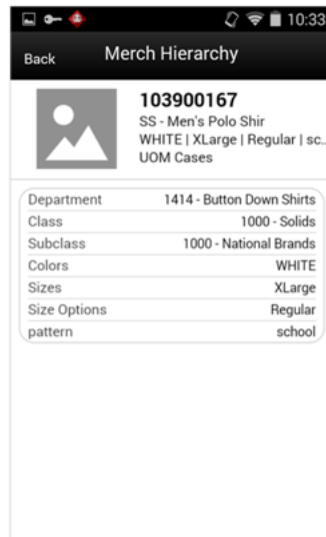 10:33
Back
Merch Hierarchy
103900167
SS - Men's Polo Shir
WHITE | XLarge | Regular | sc..
UOM Cases
Department 1414 - Button Down Shirts
Class 1000 - Solids
Subclass 1000 - National Brands
Colors WHITE
Sizes XLarge
Size Options Regular
pattern school